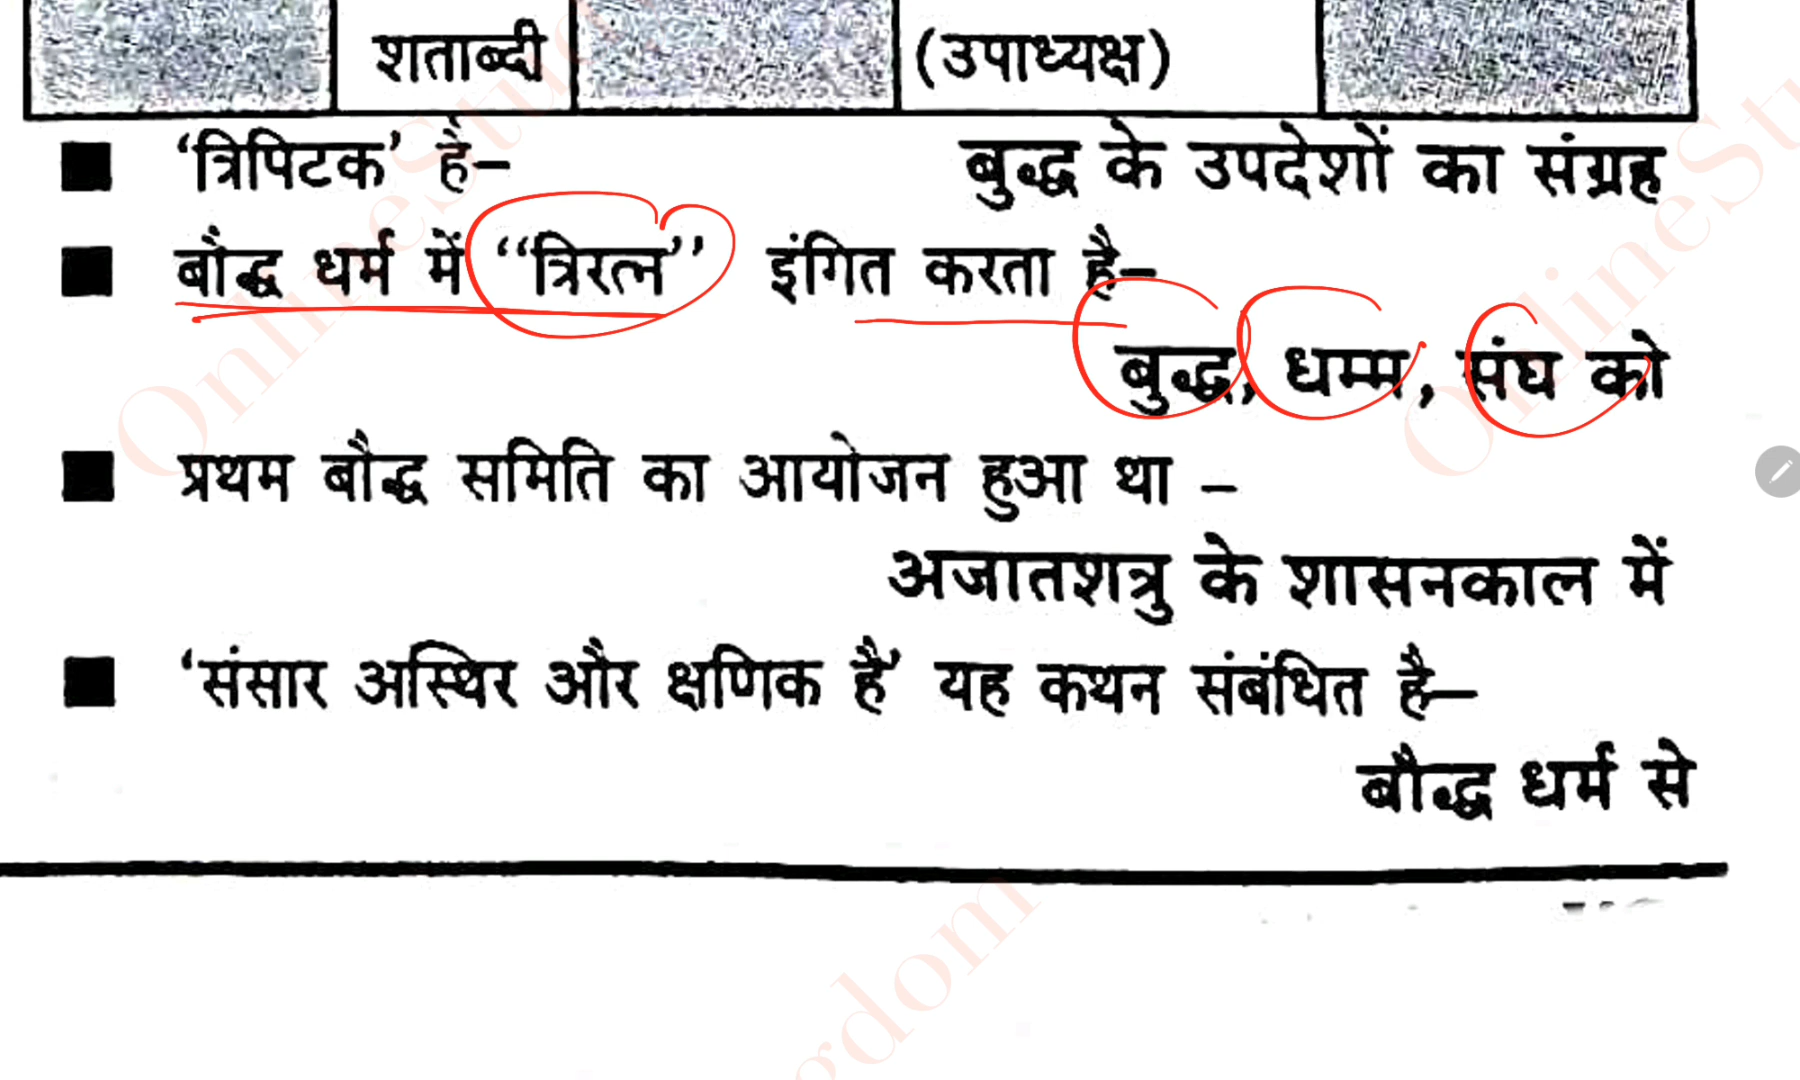 शताब्दी (उपाध्यक्ष)
‘त्रिपिटक’ है– बुद्ध के उपदेशों का संग्रह
बौद्ध धर्म में ‘‘त्रिरत्न’’ इंगित करता है–
बुद्ध, धम्म, संघ को
प्रथम बौद्ध समिति का आयोजन हुआ था –
अजातशत्रु के शासनकाल में
‘संसार अस्थिर और क्षणिक है’ यह कथन संबंधित है–
बौद्ध धर्म से